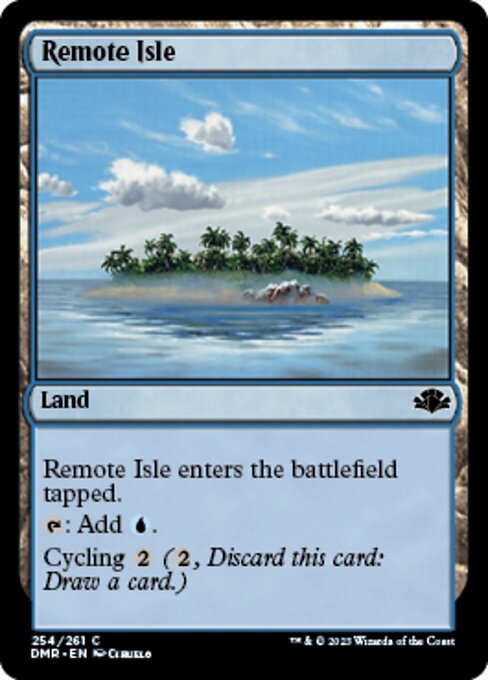 Remote Isle
Land
Remote Isle enters the battlefield
tapped.
: Add .
Cycling 2 (2, Discard this card:
Draw a card.)
254/261 C
DMR • EN Ciruelo
™ & © 2023 Wizards of the Coast